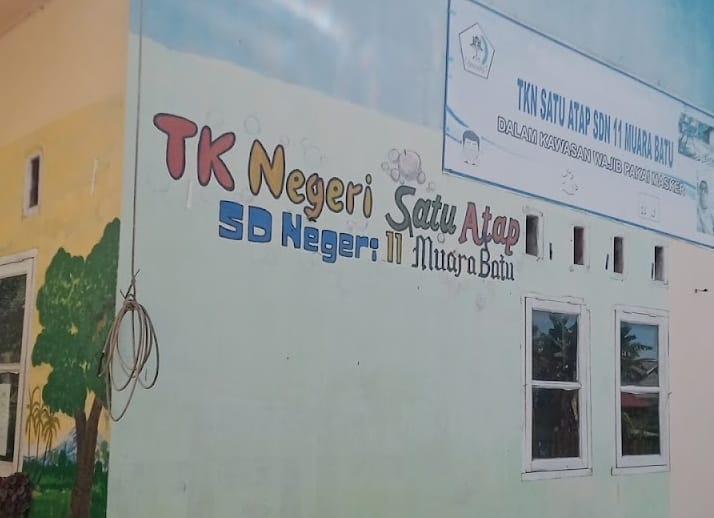 TK Negeri Satu Atap
SD Negeri 11 Muara Batu
TKN SATU ATAP SDN 11 MUARA BATU
DALAM KAWASAN WAJIB PAKAI MASKER